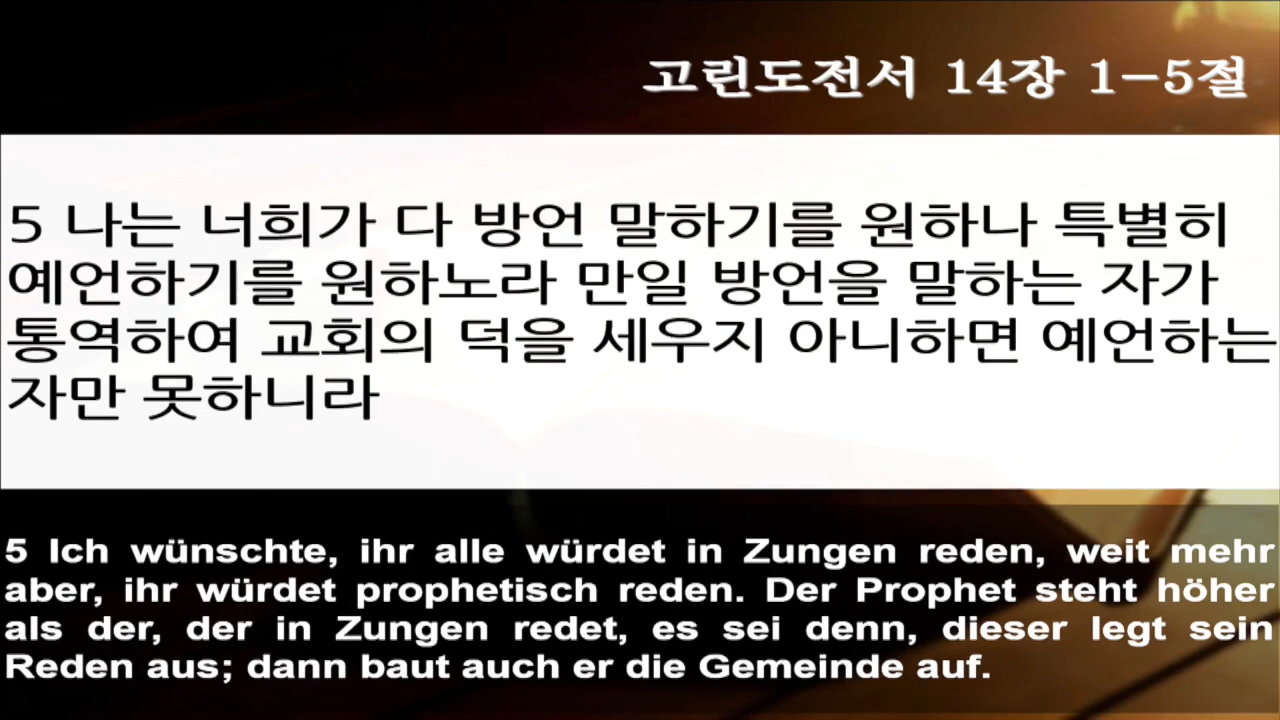 고린도전서 14장 1-5절
5 나는 너희가 다 방언 말하기를 원하나 특별히
예언하기를 원하노라 만일 방언을 말하는 자가
통역하여 교회의 덕을 세우지 아니하면 예언하는
자만 못하니라
5 Ich wünschte, ihr alle würdet in Zungen reden, weit mehr
aber, ihr würdet prophetisch reden. Der Prophet steht höher
als der, der in Zungen redet, es sei denn, dieser legt sein
Reden aus; dann baut auch er die Gemeinde auf.